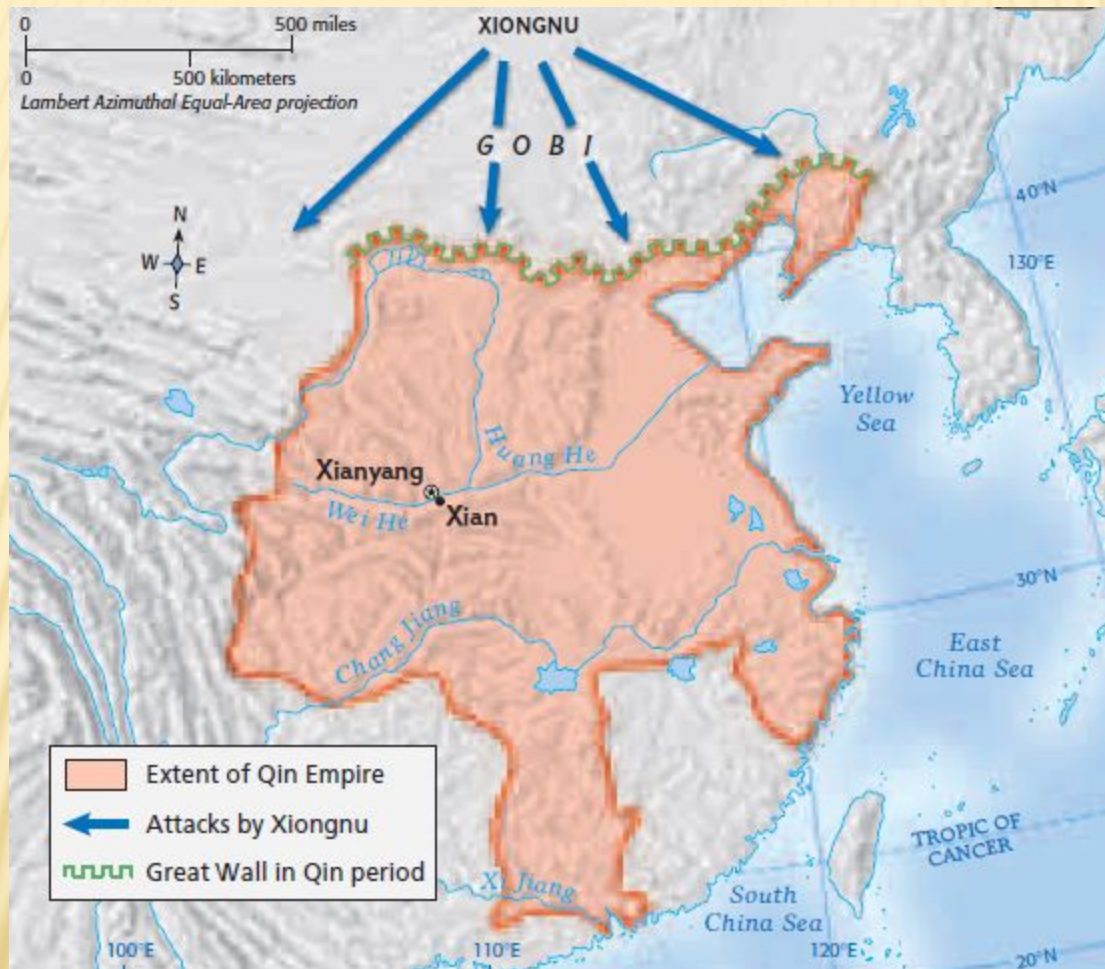 0 500 miles
0 500 kilometers
Lambert Azimuthal Equal-Area projection
XIONGNU
GOBI
N
W E
S
40°N
130°E
Yellow
Sea
Huang He
Xianyang
Xian
Wei He
30°N
East
China Sea
Chang Jiang
Extent of Qin Empire
Attacks by Xiongnu
Great Wall in Qin period
TROPIC OF
CANCER
Xi Jiang
South
China Sea
100°E
110°E
120°E
20°N